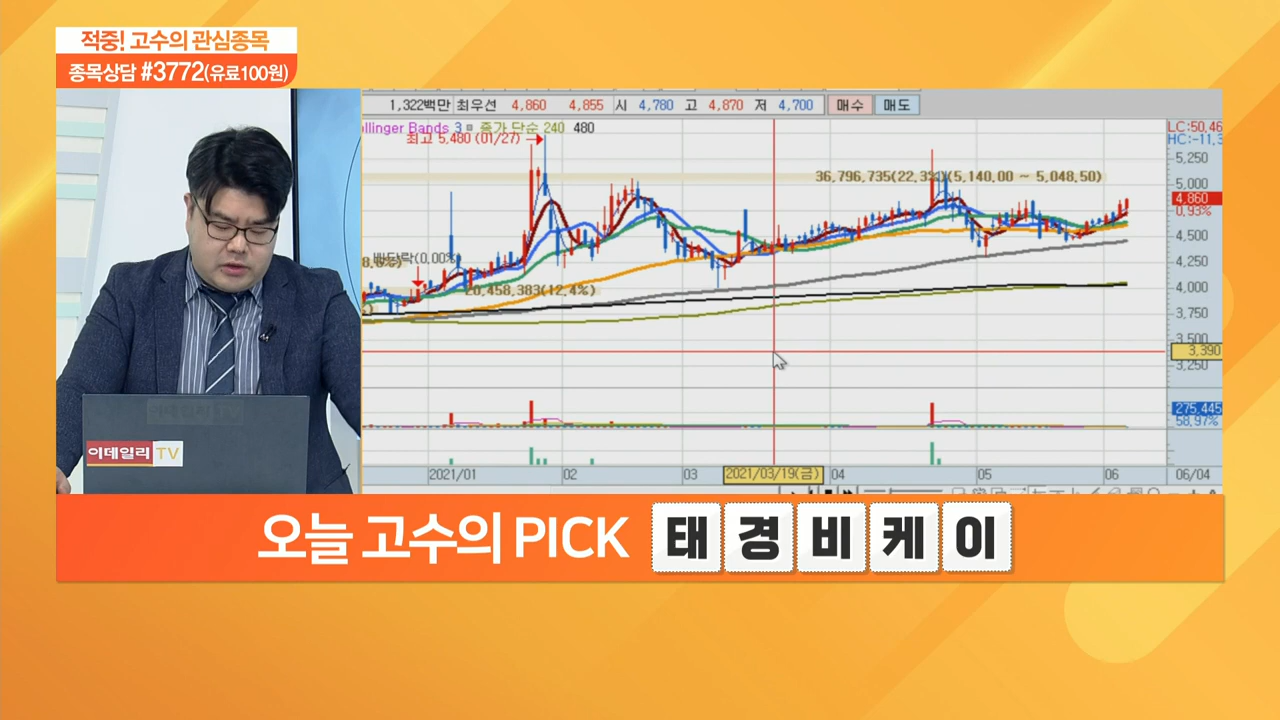 적중! 고수의 관심종목
종목상담 #3772(유료100원)
1,322백만 최우선 4,860 4,855 시 4,780 고 4,870 저 4,700 매수 매도
llinger Bands 3 종가 단순 240 480
최고 5,480 (01/27)
LC:50,46
HC:-11,3
36,796,735(22.3%)(5,140.00 ~ 5,048.50)
5,250
5,000
4,860
0.93%
4,500
4,250
4,000
3,750
3,500
3,390
3,250
배당락(0.00%)
20,458,383(12.4%)
275,445
58.97%
2021/01 02 03 2021/03/19(금) 04 05 06 06/04
이데일리 TV
오늘 고수의 PICK 태경비케이